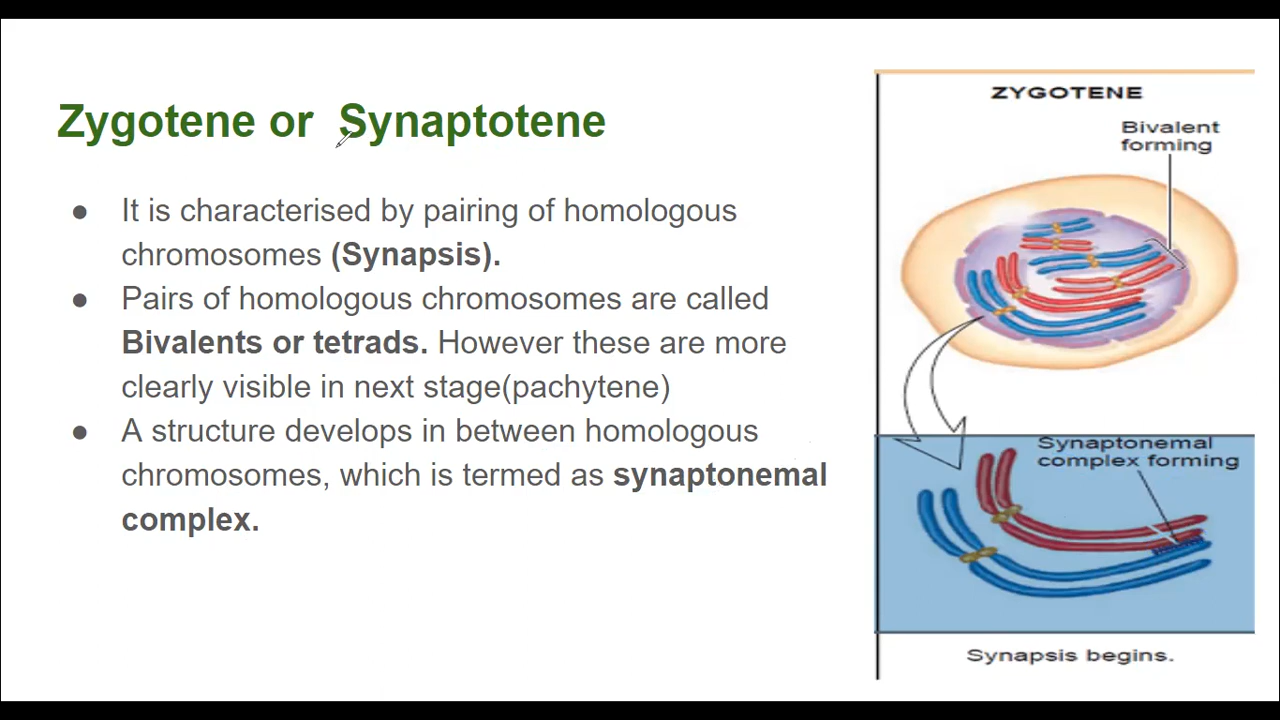 Zygotene or Synaptotene
● It is characterised by pairing of homologous
chromosomes (Synapsis).
● Pairs of homologous chromosomes are called
Bivalents or tetrads. However these are more
clearly visible in next stage(pachytene)
● A structure develops in between homologous
chromosomes, which is termed as synaptonemal
complex.
ZYGOTENE
Bivalent
forming
Synaptonemal
complex forming
Synapsis begins.